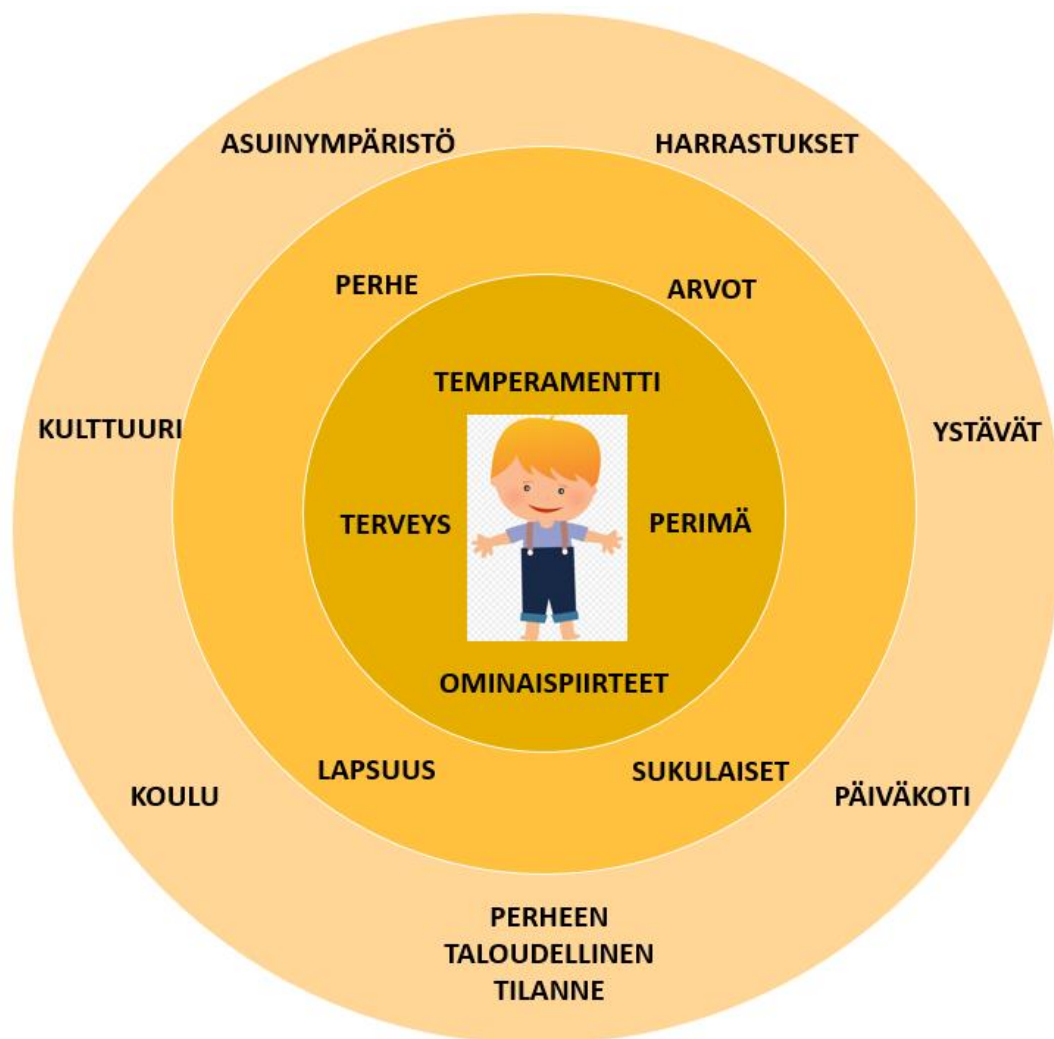 ASUINYMPÄRISTÖ
HARRASTUKSET
PERHE
ARVOT
TEMPERAMENTTI
KULTTUURI
YSTÄVÄT
TERVEYS
PERIMÄ
OMINAISPIIRTEET
LAPSUUS
SUKULAISET
KOULU
PÄIVÄKOTI
PERHEEN
TALOUDELLINEN
TILANNE